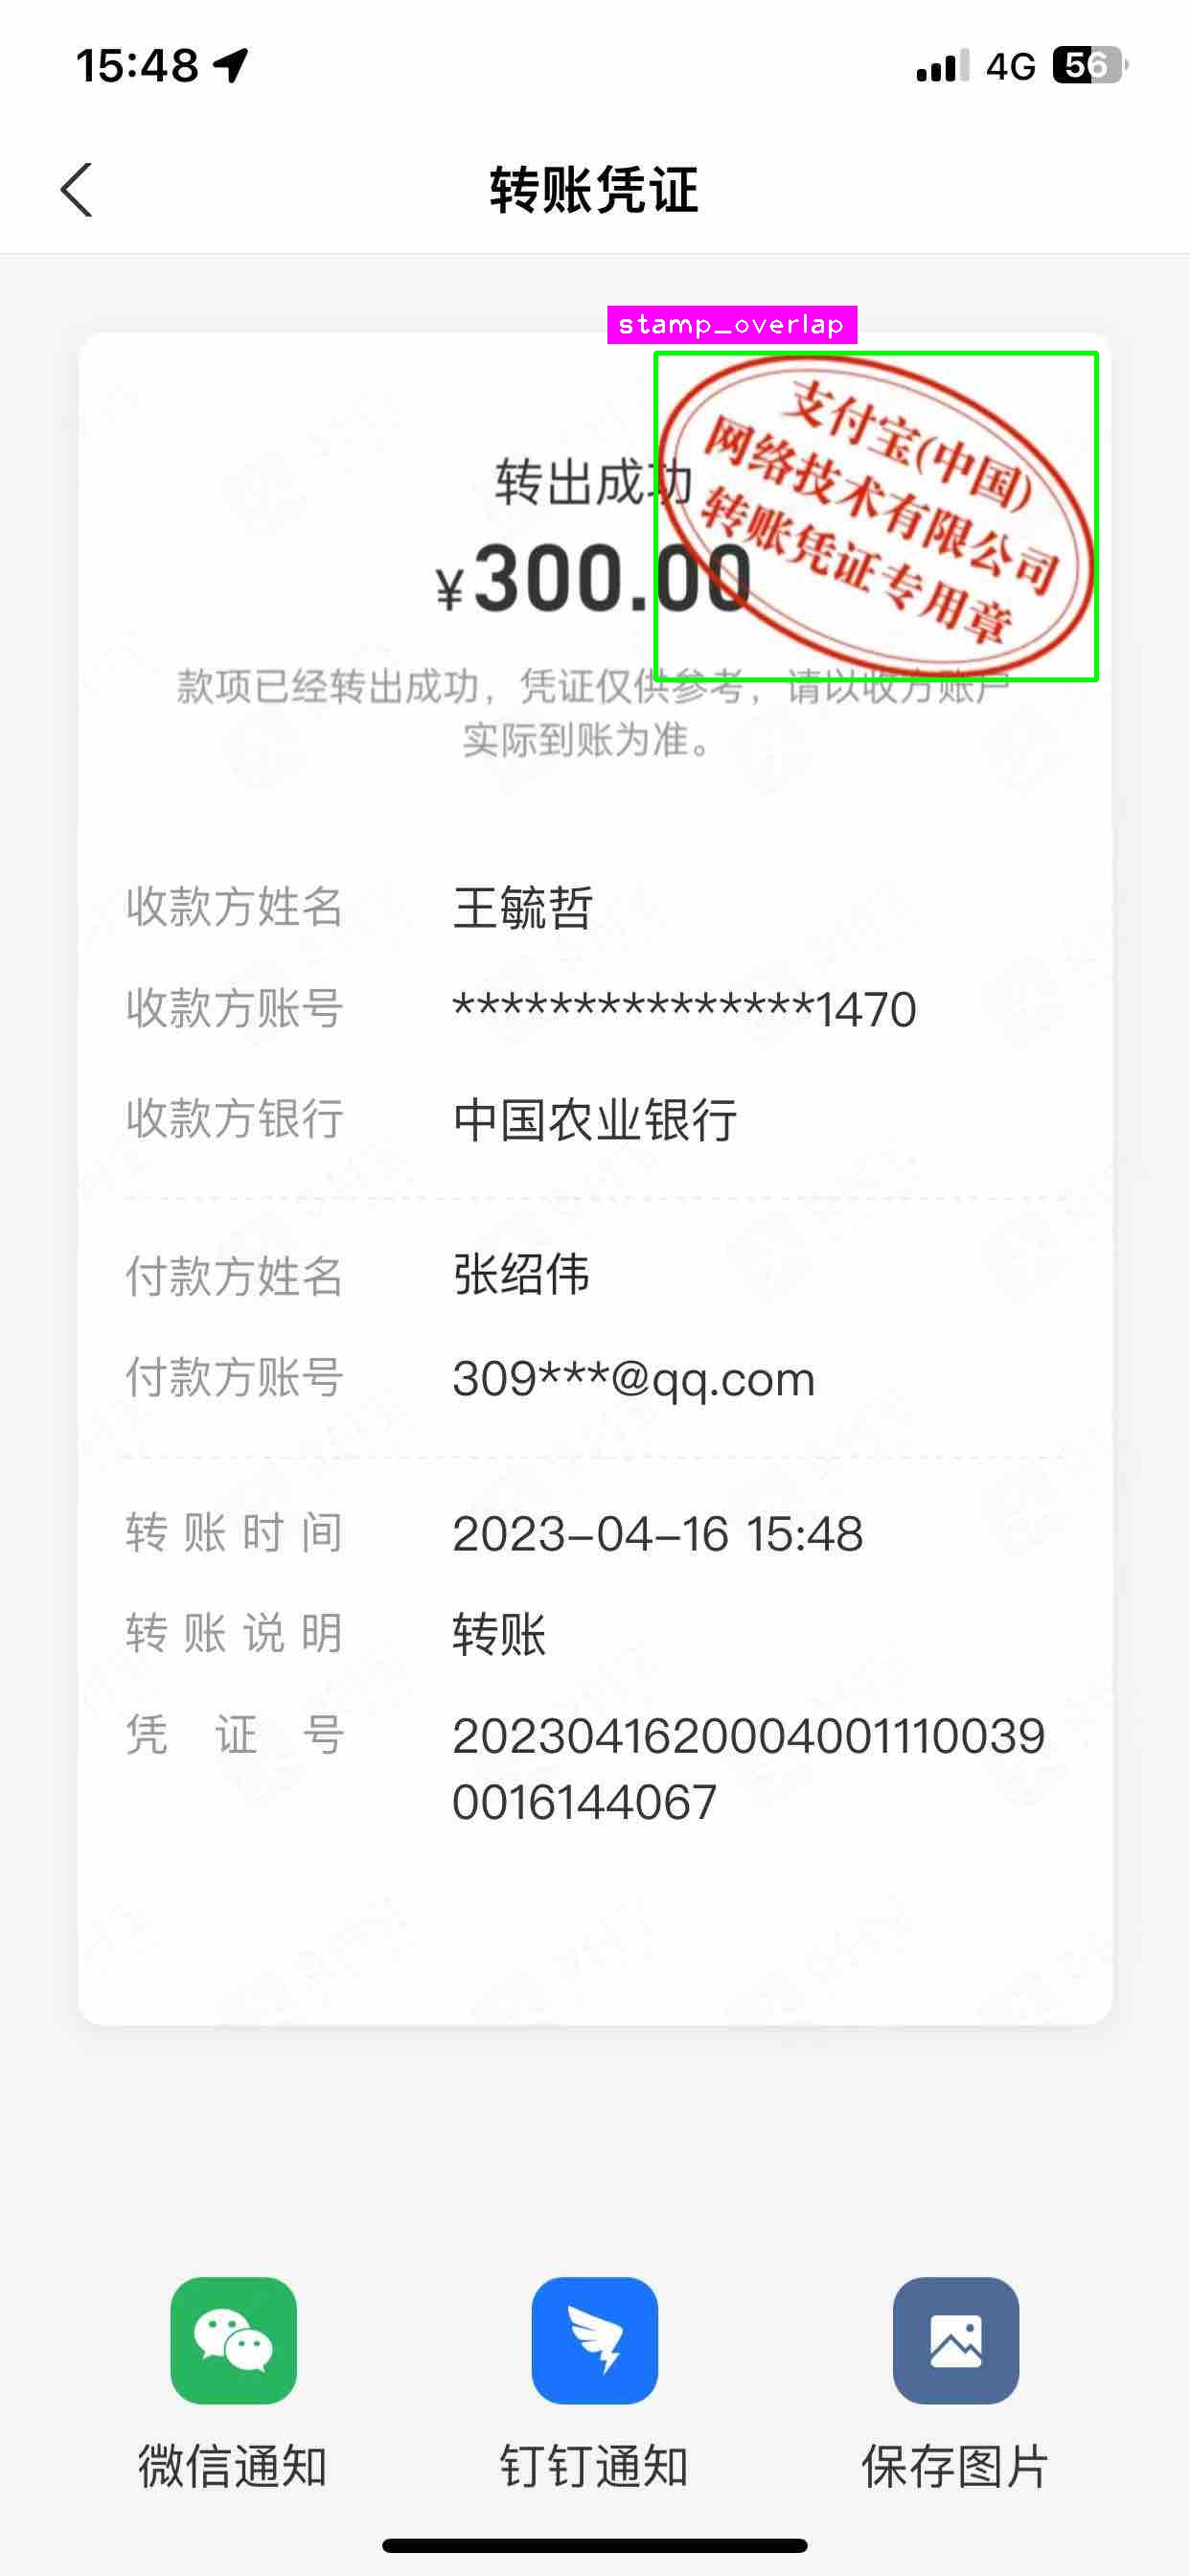 15:48
4G 56
转账凭证
stamp_overlap
支付宝(中国)
网络技术有限公司
转账凭证专用章
转出成功
¥300.00
款项已经转出成功，凭证仅供参考，请以收方账户
实际到账为准。
收款方姓名 王毓哲
收款方账号 ***************1470
收款方银行 中国农业银行
付款方姓名 张绍伟
付款方账号 309***@qq.com
转账时间 2023-04-16 15:48
转账说明 转账
凭证号 2023041620004001110039
0016144067
微信通知 钉钉通知 保存图片